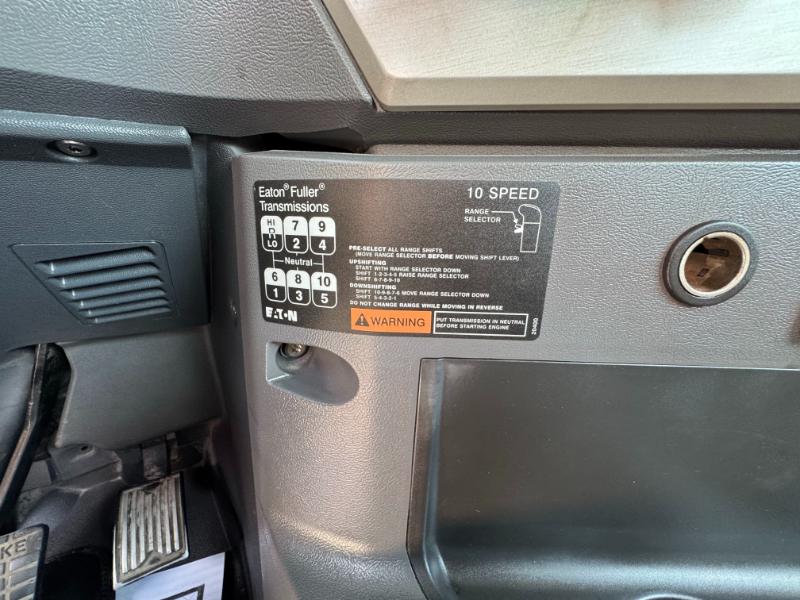 Eaton® Fuller®
Transmissions
10 SPEED
RANGE
SELECTOR
HI
R
LO
7
2
9
4
Neutral
6
1
8
3
10
5
EATON
PRE-SELECT ALL RANGE SHIFTS
(MOVE RANGE SELECTOR BEFORE MOVING SHIFT LEVER)
UPSHIFTING
START WITH RANGE SELECTOR DOWN
SHIFT 1-2-3-4-5 RAISE RANGE SELECTOR
SHIFT 6-7-8-9-10
DOWNSHIFTING
SHIFT 10-9-8-7-6 MOVE RANGE SELECTOR DOWN
SHIFT 5-4-3-2-1
DO NOT CHANGE RANGE WHILE MOVING IN REVERSE
WARNING
PUT TRANSMISSION IN NEUTRAL
BEFORE STARTING ENGINE